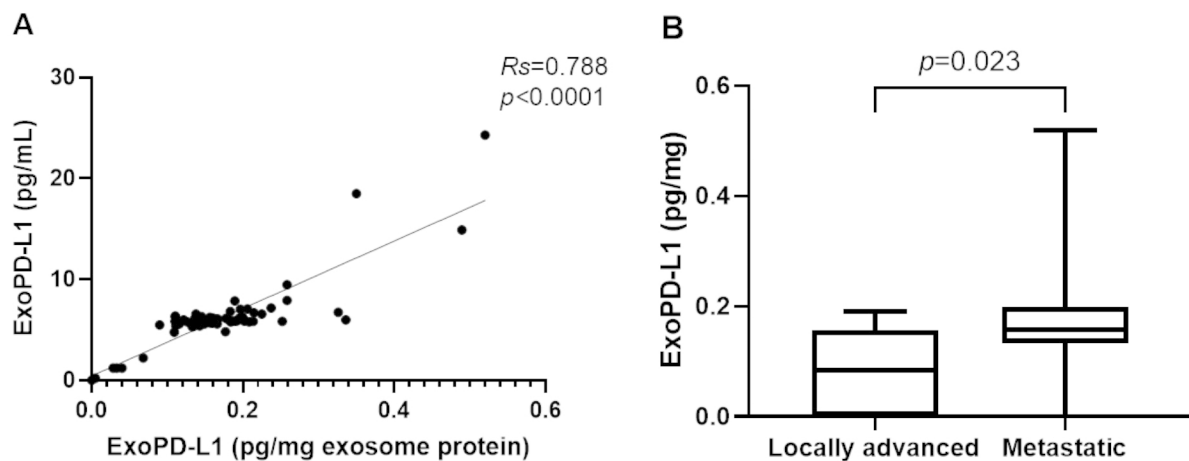 A
Rs=0.788
p<0.0001
30
20
10
0
ExoPD-L1 (pg/mL)
0.0 0.2 0.4 0.6
ExoPD-L1 (pg/mg exosome protein)
B
p=0.023
0.6
0.4
0.2
0.0
ExoPD-L1 (pg/mg)
Locally advanced Metastatic